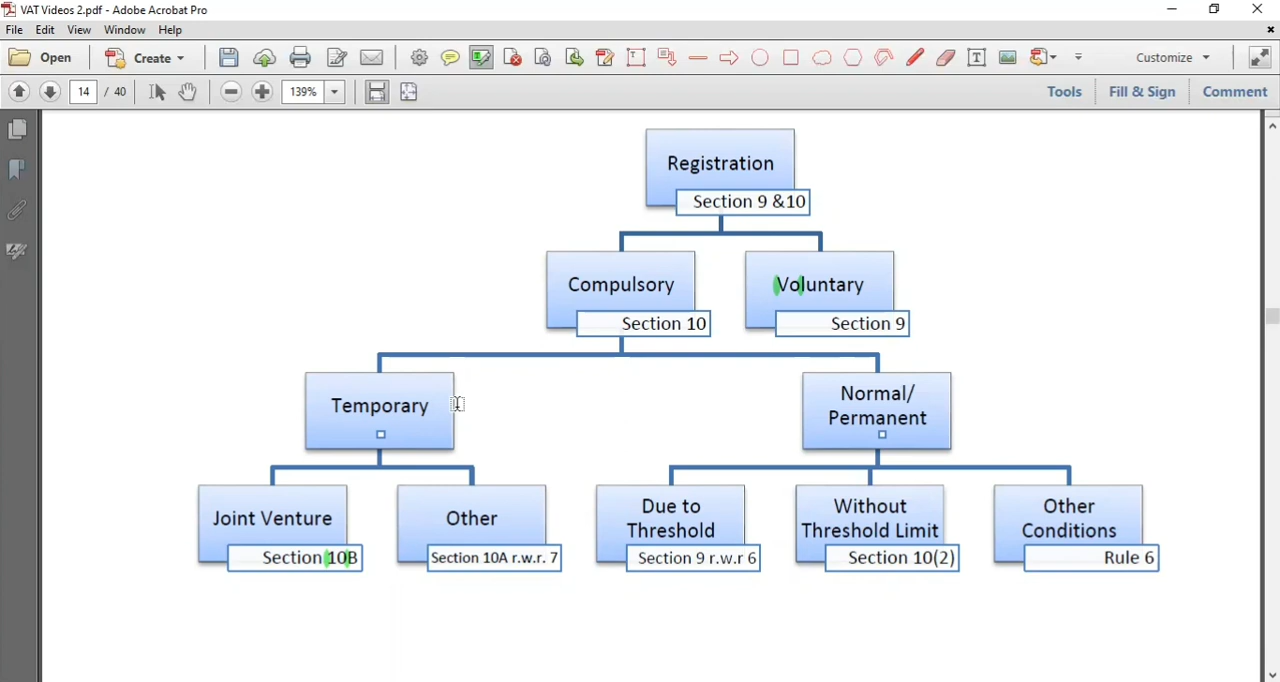 VAT Videos 2.pdf - Adobe Acrobat Pro
File Edit View Window Help
Open Create Customize
14 / 40 139% Tools Fill & Sign Comment
Registration
Section 9 &10
Compulsory
Section 10
Voluntary
Section 9
Temporary
Normal/
Permanent
Joint Venture
Section 10B
Other
Section 10A r.w.r. 7
Due to
Threshold
Section 9 r.w.r 6
Without
Threshold Limit
Section 10(2)
Other
Conditions
Rule 6